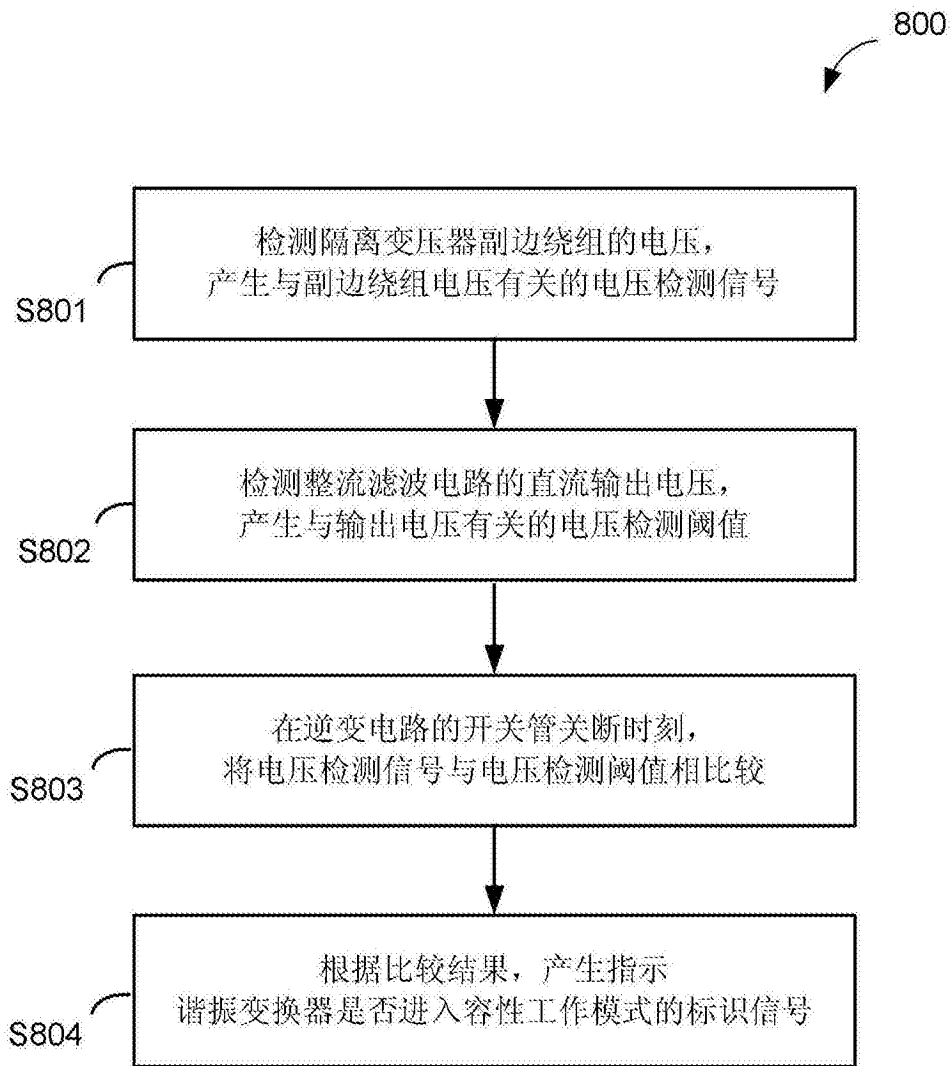 800
检测隔离变压器副边绕组的电压，
产生与副边绕组电压有关的电压检测信号
S801
检测整流滤波电路的直流输出电压，
产生与输出电压有关的电压检测阈值
S802
在逆变电路的开关管关断时刻，
将电压检测信号与电压检测阈值相比较
S803
根据比较结果，产生指示
谐振变换器是否进入容性工作模式的标识信号
S804